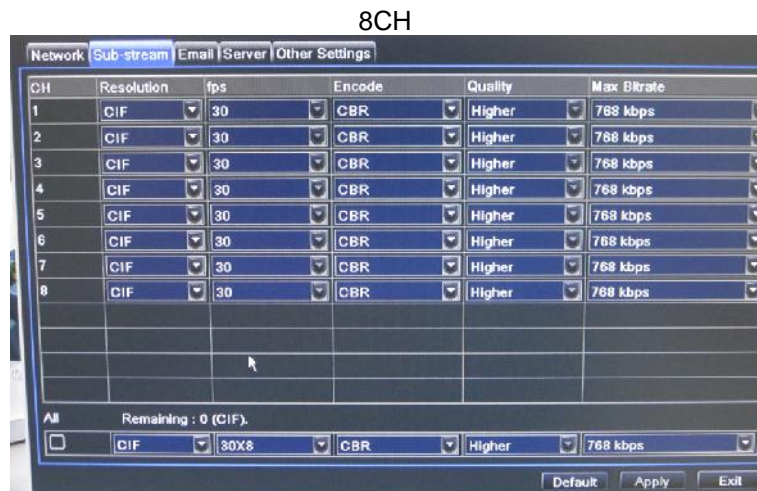 8CH
Network Sub-stream Email Server Other Settings
CH Resolution fps Encode Quality Max Bitrate
1 CIF 30 CBR Higher 768 kbps
2 CIF 30 CBR Higher 768 kbps
3 CIF 30 CBR Higher 768 kbps
4 CIF 30 CBR Higher 768 kbps
5 CIF 30 CBR Higher 768 kbps
6 CIF 30 CBR Higher 768 kbps
7 CIF 30 CBR Higher 768 kbps
8 CIF 30 CBR Higher 768 kbps
All Remaining : 0 (CIF).
CIF 30X8 CBR Higher 768 kbps
Default Apply Exit